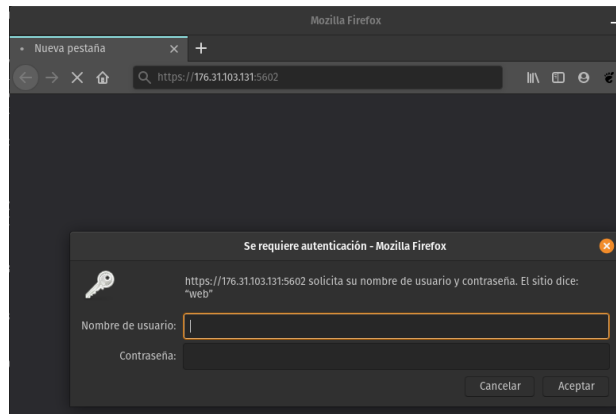 Mozilla Firefox
Nueva pestaña
https://176.31.103.131:5602
Se requiere autenticación - Mozilla Firefox
https://176.31.103.131:5602 solicita su nombre de usuario y contraseña. El sitio dice:
“web”
Nombre de usuario:
Contraseña:
Cancelar Aceptar